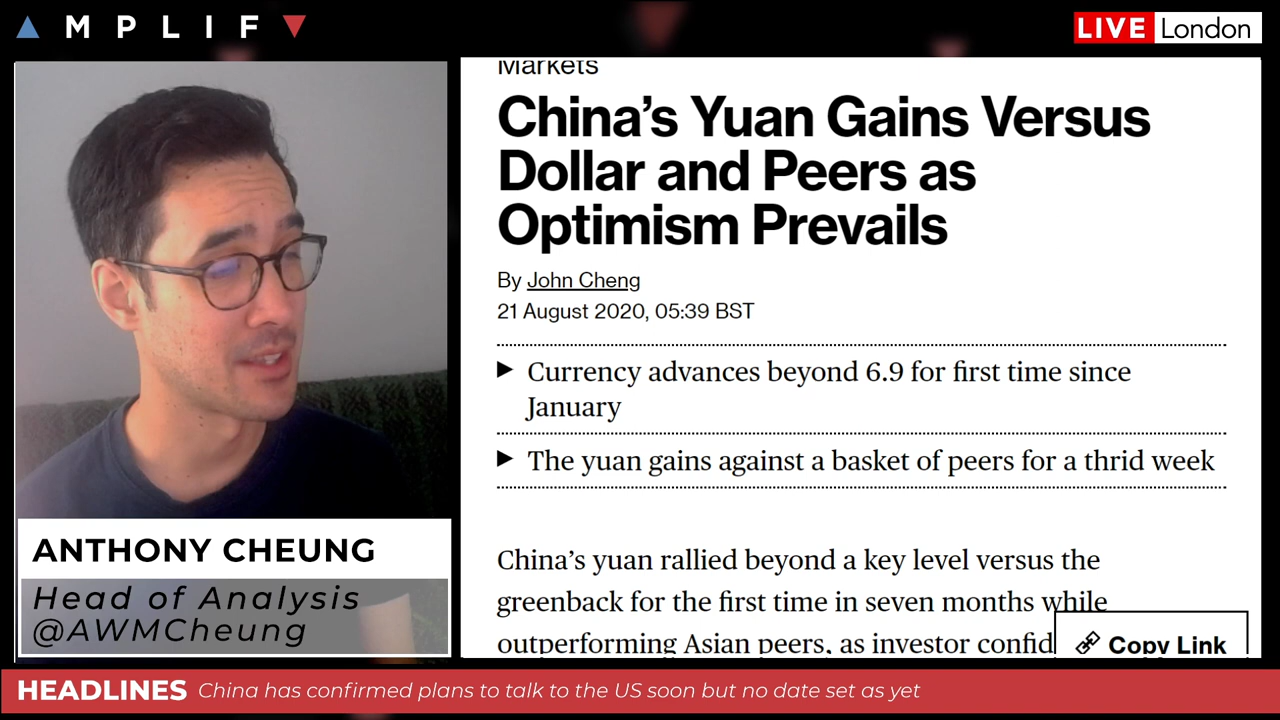 MPLIF
LIVE London
Markets
China's Yuan Gains Versus
Dollar and Peers as
Optimism Prevails
By John Cheng
21 August 2020, 05:39 BST
Currency advances beyond 6.9 for first time since
January
The yuan gains against a basket of peers for a thrid week
China's yuan rallied beyond a key level versus the
greenback for the first time in seven months while
outperforming Asian peers, as investor confid
Copy Link
ANTHONY CHEUNG
Head of Analysis
@AWMCheung
HEADLINES China has confirmed plans to talk to the US soon but no date set as yet